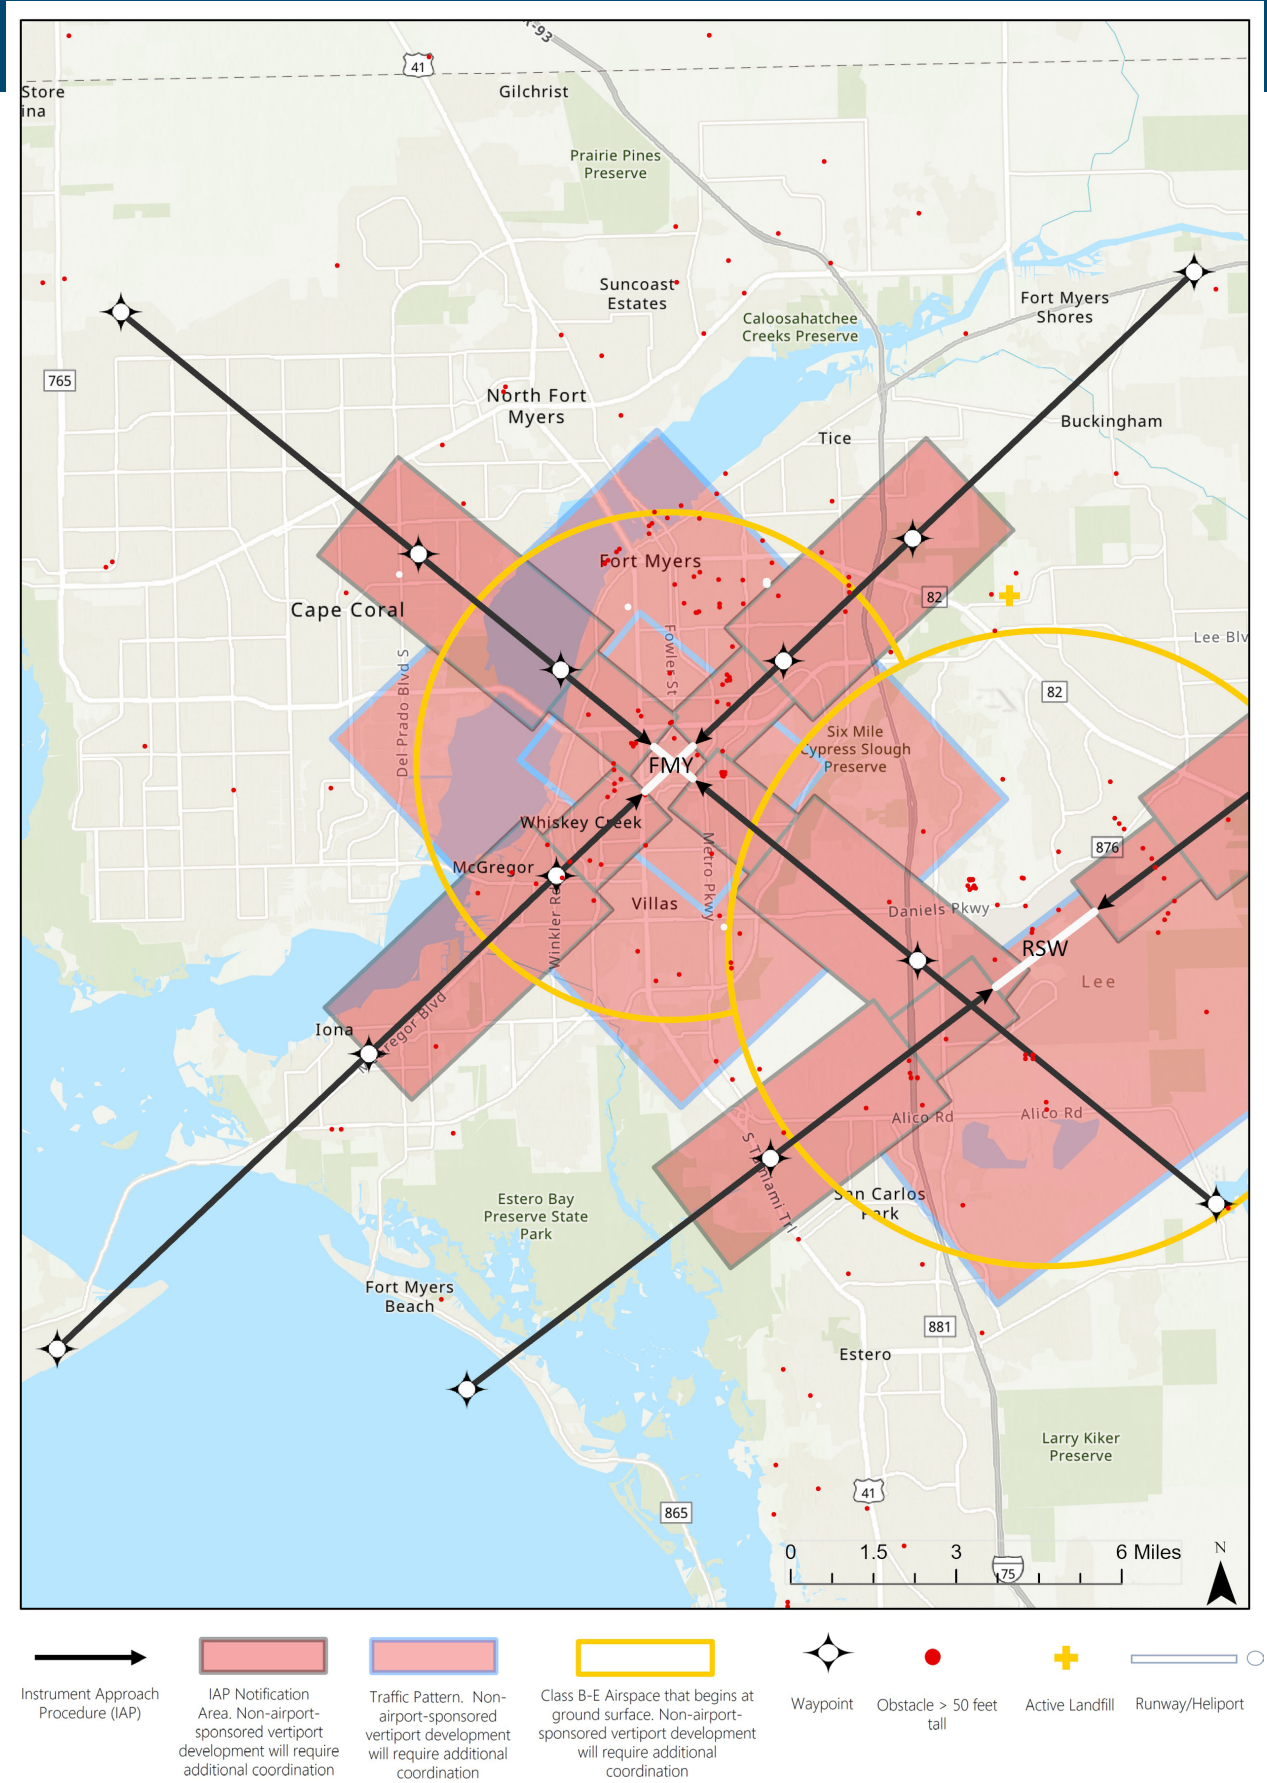 R-93
41
Store
ina
Gilchrist
Prairie Pines
Preserve
Suncoast
Estates
Fort Myers
Shores
Caloosahatchee
Creeks Preserve
765
North Fort
Myers
Buckingham
Tice
Fort Myers
82
Cape Coral
Lee Blv
Fowler St
Del Prado Blvd S
82
Six Mile
Cypress Slough
Preserve
FMY
Whiskey Creek
876
McGregor
Metro Pkwy
Villas
Winkler Rd
Daniels Pkwy
RSW
Lee
Iona
McGregor Blvd
Alico Rd
Alico Rd
S Tamiami Trl
San Carlos
Park
Estero Bay
Preserve State
Park
Fort Myers
Beach
881
Estero
Larry Kiker
Preserve
41
865
0 1.5 3 6 Miles
N
75
Instrument Approach
Procedure (IAP)
IAP Notification
Area. Non-airport-
sponsored vertiport
development will require
additional coordination
Traffic Pattern. Non-
airport-sponsored
vertiport development
will require additional
coordination
Class B-E Airspace that begins at
ground surface. Non-airport-
sponsored vertiport development
will require additional
coordination
Waypoint
Obstacle > 50 feet
tall
Active Landfill
Runway/Heliport